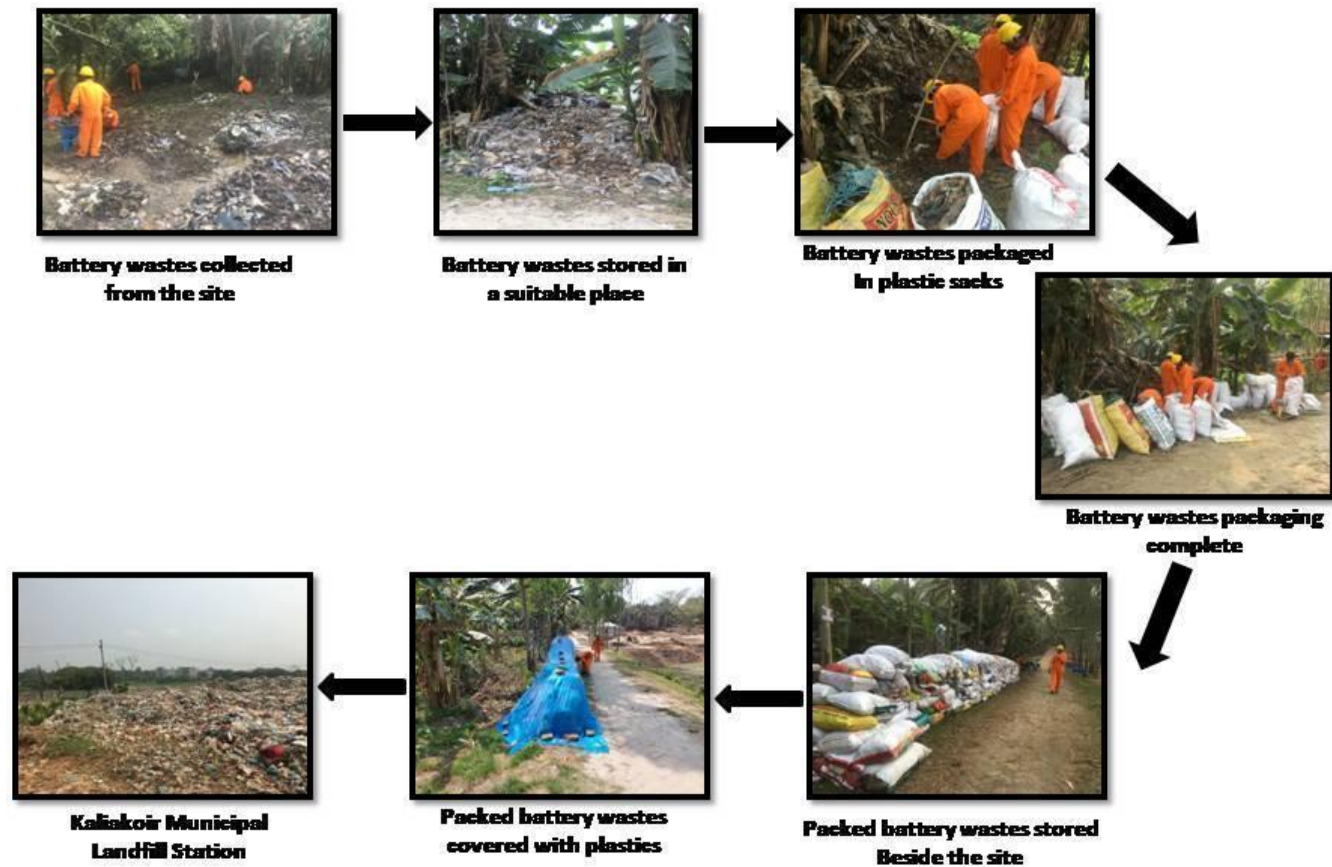 Battery wastes collected
from the site
Battery wastes stored in
a suitable place
Battery wastes packaged
In plastic sacks
Battery wastes packaging
complete
Packed battery wastes stored
Beside the site
Packed battery wastes
covered with plastics
Kaliakoir Municipal
Landfill Station